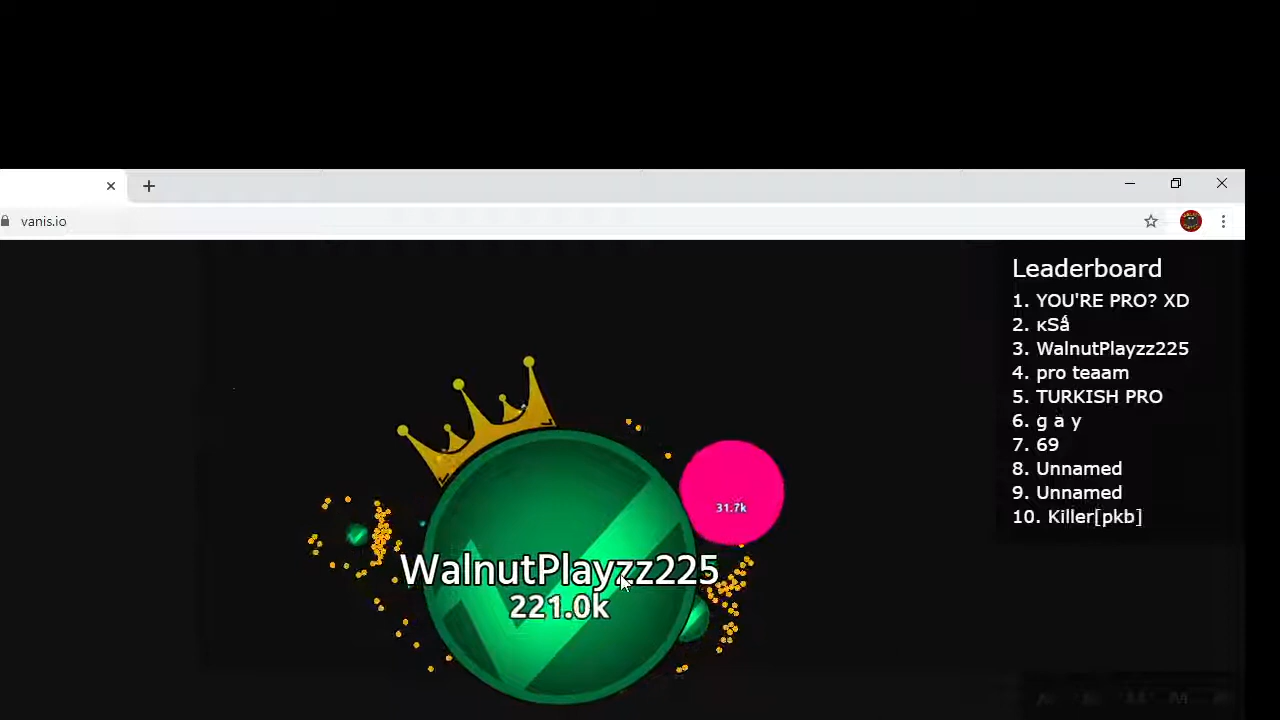 vanis.io
Leaderboard
1. YOU'RE PRO? XD
2. кSẫ
3. WalnutPlayzz225
4. pro teaam
5. TURKISH PRO
6. g a y
7. 69
8. Unnamed
9. Unnamed
10. Killer[pkb]
31.7k
WalnutPlayzz225
221.0k